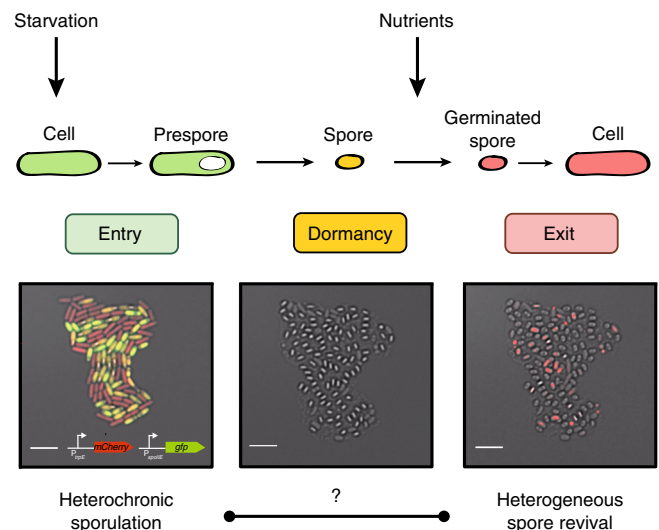 Starvation
Nutrients
Cell
Prespore
Spore
Germinated
spore
Cell
Entry
Dormancy
Exit
mCherry
gfp
Heterochronic
sporulation
?
Heterogeneous
spore revival